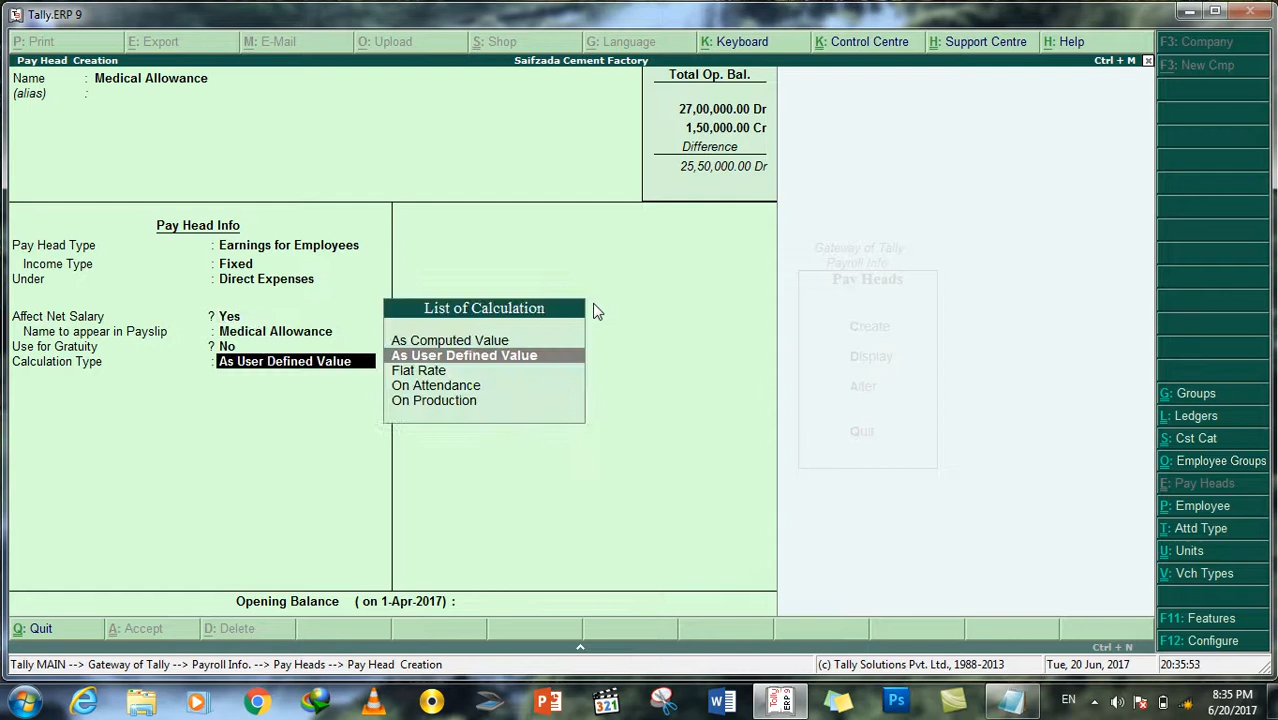 Tally.ERP 9
P: Print E: Export M: E-Mail O: Upload S: Shop G: Language K: Keyboard K: Control Centre H: Support Centre H: Help
F3: Company
Pay Head Creation Saifzada Cement Factory Ctrl + M
F3: New Cmp
Name : Medical Allowance
(alias) :
Total Op. Bal.
27,00,000.00 Dr
1,50,000.00 Cr
Difference
25,50,000.00 Dr
Pay Head Info
Pay Head Type : Earnings for Employees
Income Type : Fixed
Under : Direct Expenses
Affect Net Salary ? Yes
Name to appear in Payslip : Medical Allowance
Use for Gratuity ? No
Calculation Type : As User Defined Value
List of Calculation
As Computed Value
As User Defined Value
Flat Rate
On Attendance
On Production
Gateway of Tally
Payroll Info.
Pay Heads
Create
Display
Alter
Quit
G: Groups
L: Ledgers
S: Cst Cat
O: Employee Groups
E: Pay Heads
P: Employee
T: Attd Type
U: Units
V: Vch Types
F11: Features
F12: Configure
Opening Balance ( on 1-Apr-2017) :
Q: Quit A: Accept D: Delete
Ctrl + N
Tally MAIN --> Gateway of Tally --> Payroll Info. --> Pay Heads --> Pay Head Creation (c) Tally Solutions Pvt. Ltd., 1988-2013 Tue, 20 Jun, 2017 20:35:53
321
W
Tally
ERP 9
Ps
EN
8:35 PM
6/20/2017